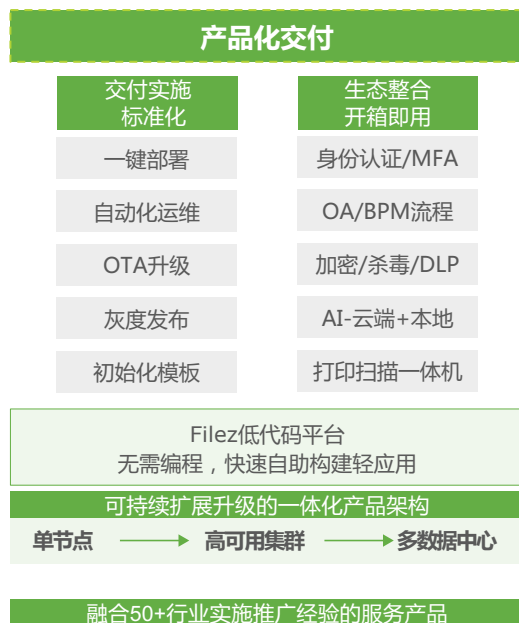 产品化交付
交付实施
标准化
一键部署
自动化运维
OTA升级
灰度发布
初始化模板
生态整合
开箱即用
身份认证/MFA
OA/BPM流程
加密/杀毒/DLP
AI-云端+本地
打印扫描一体机
Filez低代码平台
无需编程，快速自助构建轻应用
可持续扩展升级的一体化产品架构
单节点 高可用集群 多数据中心
融合50+行业实施推广经验的服务产品